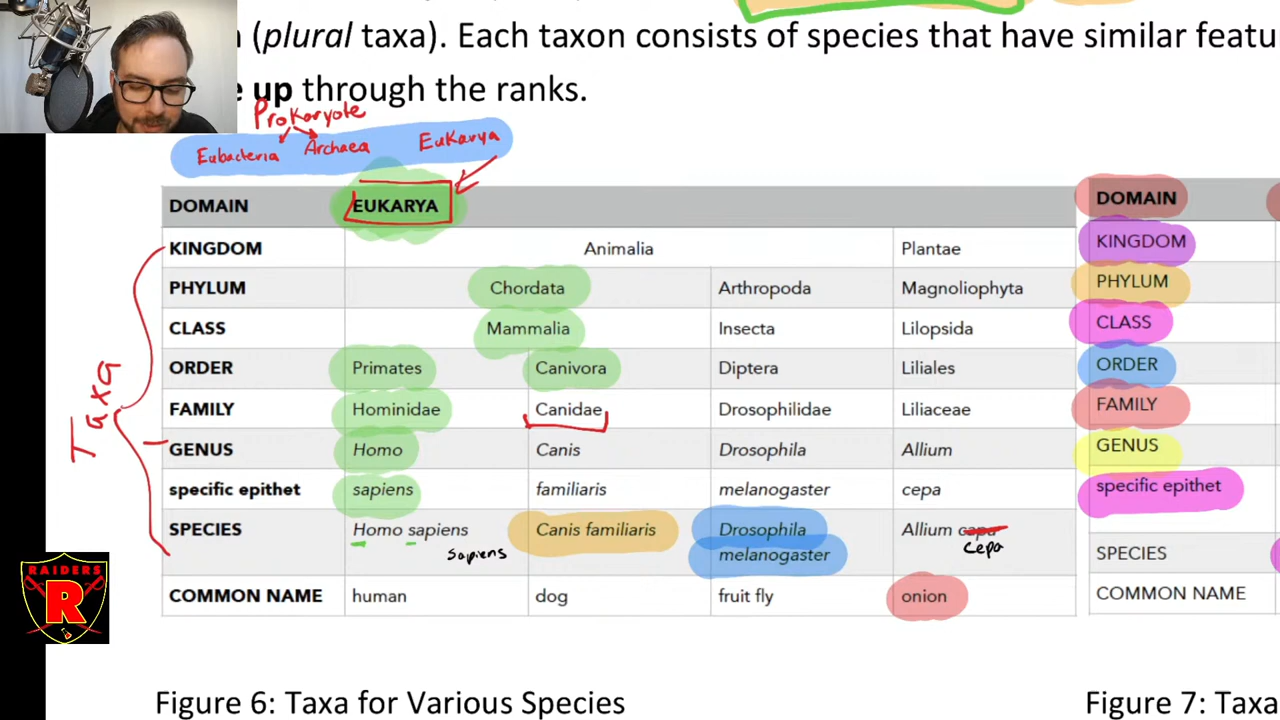 (plural taxa). Each taxon consists of species that have similar
up through the ranks.
Prokaryote
Eubacteria Archaea Eukarya
DOMAIN EUKARYA
KINGDOM Animalia Plantae
PHYLUM Chordata Arthropoda Magnoliophyta
CLASS Mammalia Insecta Lilopsida
ORDER Primates Canivora Diptera Liliales
FAMILY Hominidae Canidae Drosophilidae Liliaceae
GENUS Homo Canis Drosophila Allium
specific epithet sapiens familiaris melanogaster cepa
SPECIES Homo sapiens Canis familiaris Drosophila melanogaster Allium capa
sapiens
cepa
COMMON NAME human dog fruit fly onion
Taxa
RAIDERS
R
Figure 6: Taxa for Various Species
DOMAIN
KINGDOM
PHYLUM
CLASS
ORDER
FAMILY
GENUS
specific epithet
SPECIES
COMMON NAME
Figure 7: Taxa